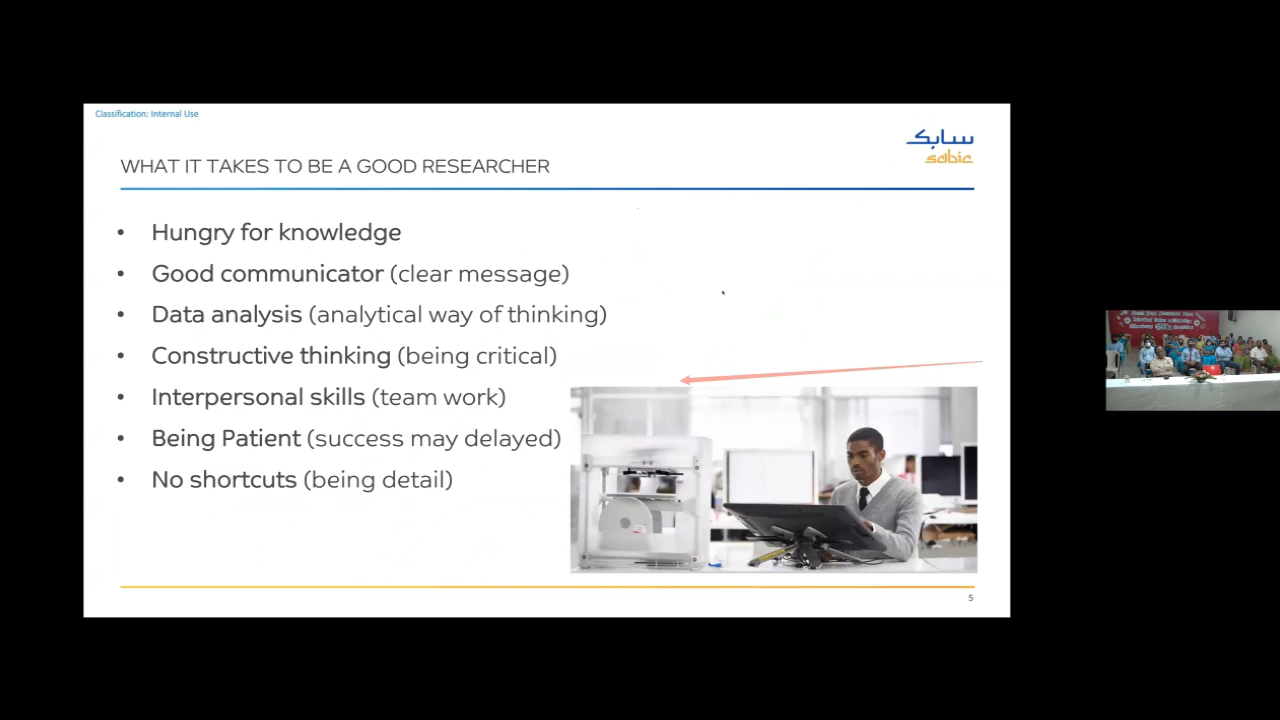 Classification: Internal Use
سابك
sabic
WHAT IT TAKES TO BE A GOOD RESEARCHER
• Hungry for knowledge
• Good communicator (clear message)
• Data analysis (analytical way of thinking)
• Constructive thinking (being critical)
• Interpersonal skills (team work)
• Being Patient (success may delayed)
• No shortcuts (being detail)
5